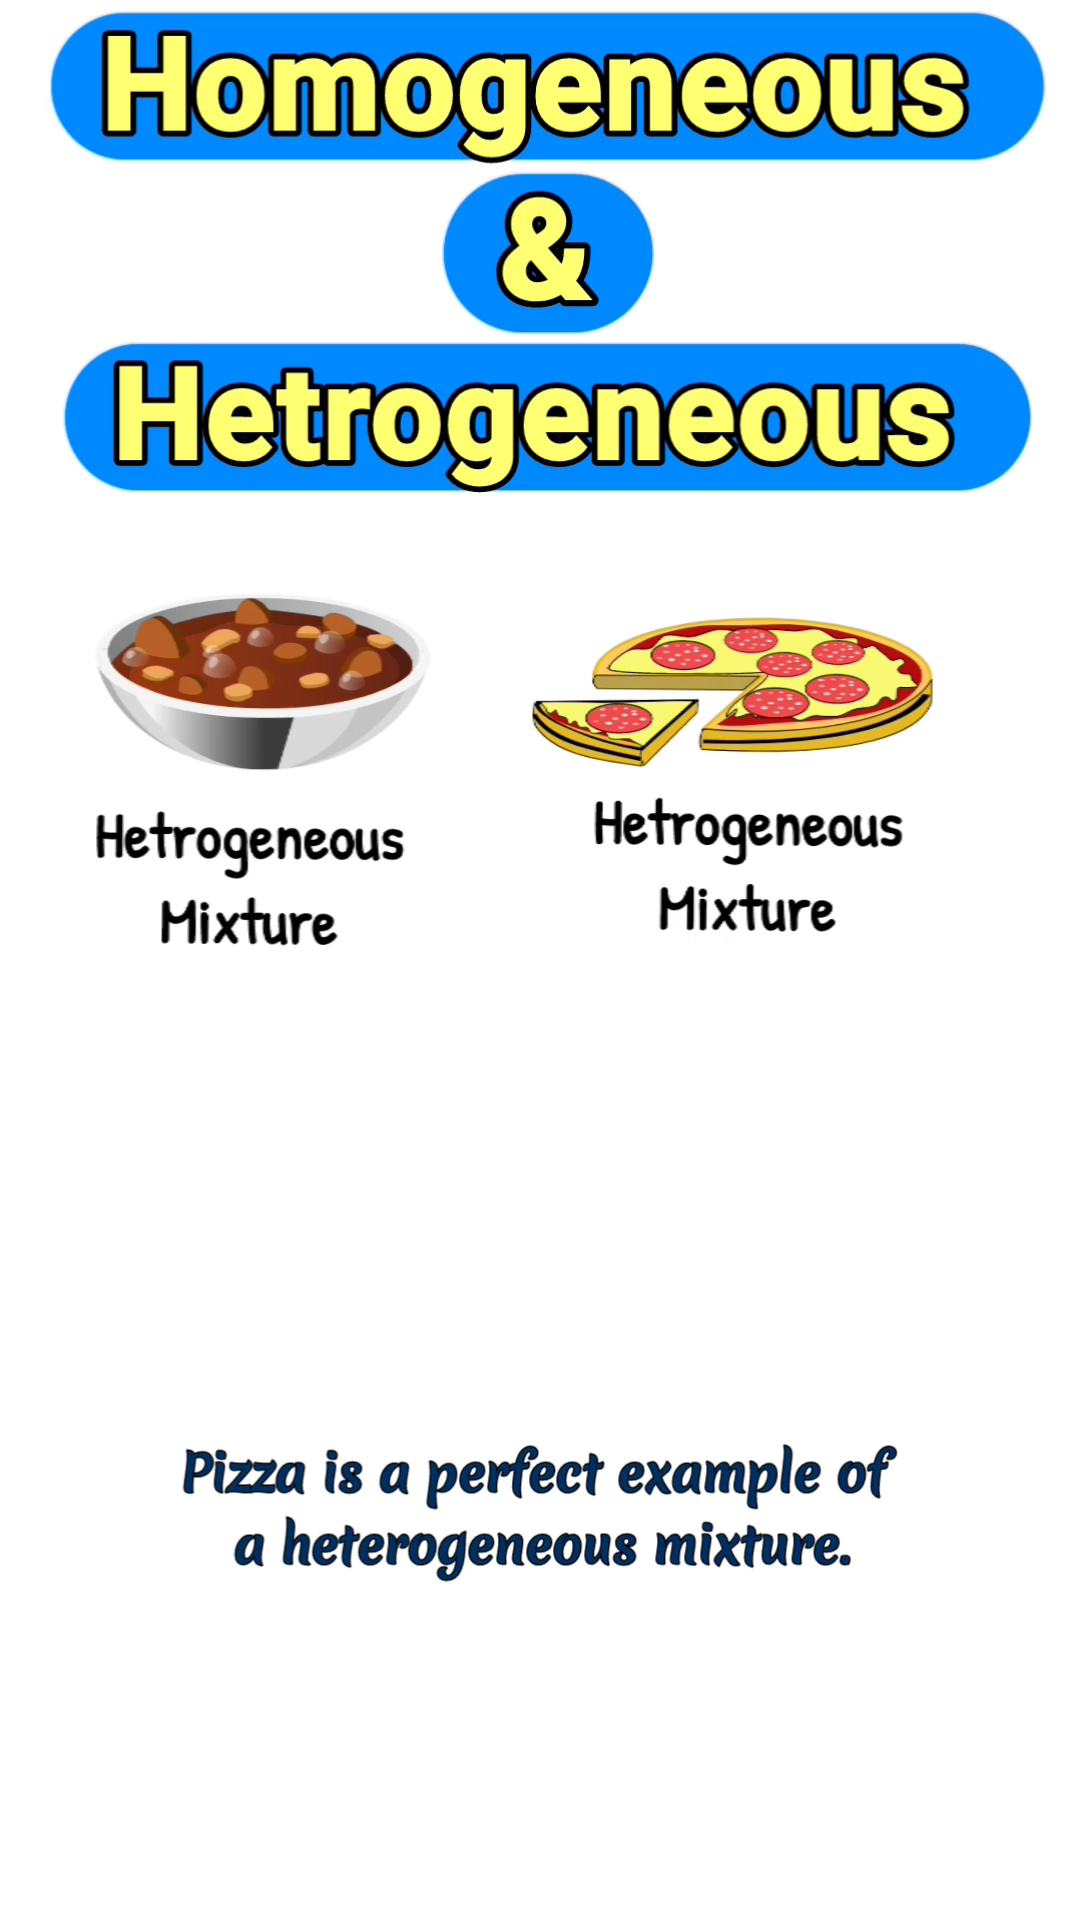 Homogeneous
&
Hetrogeneous
Hetrogeneous
Mixture
Hetrogeneous
Mixture
Pizza is a perfect example of
a heterogeneous mixture.